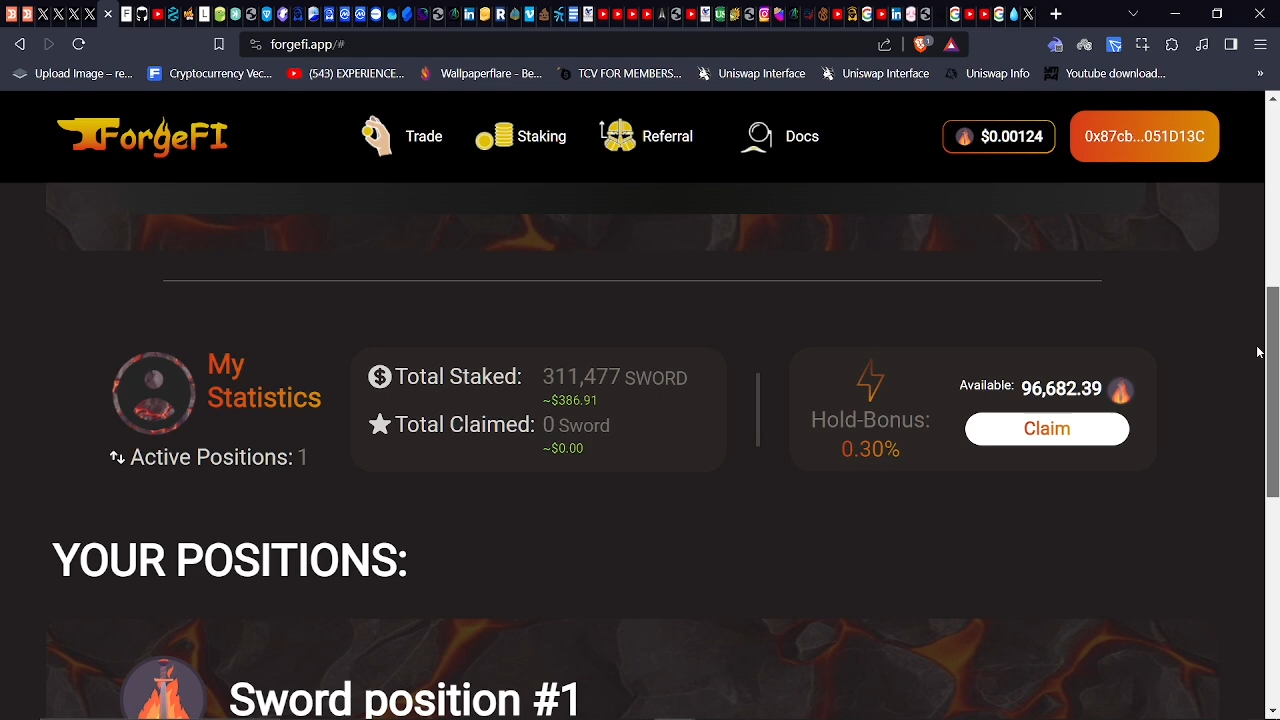 forgefi.app/#
1
Upload Image – re...
Cryptocurrency Vec...
(543) EXPERIENCE...
Wallpaperflare - Be...
TCV FOR MEMBERS...
Uniswap Interface
Uniswap Interface
Uniswap Info
Youtube download...
»
ForgeFI
Trade
Staking
Referral
Docs
$0.00124
0x87cb...051D13C
My
Statistics
Active Positions: 1
Total Staked: 311,477 SWORD
~$386.91
Total Claimed: 0 Sword
~$0.00
Hold-Bonus:
0.30%
Available: 96,682.39
Claim
YOUR POSITIONS:
Sword position #1